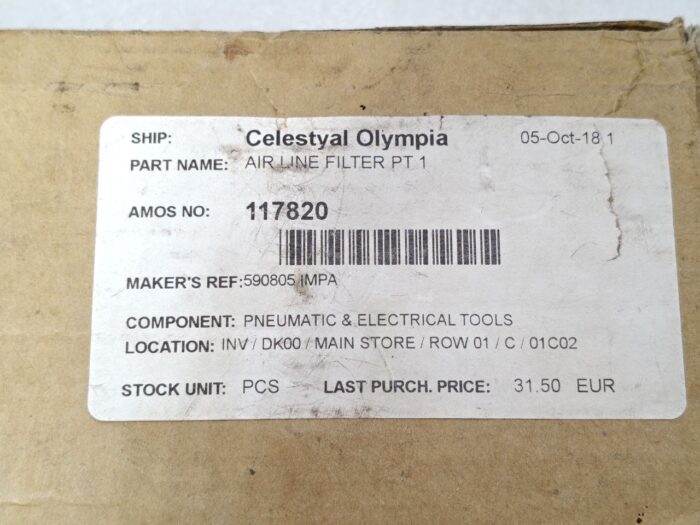 SHIP: Celestyal Olympia 05-Oct-18 1
PART NAME: AIR LINE FILTER PT 1
AMOS NO: 117820
MAKER'S REF:590805 IMPA
COMPONENT: PNEUMATIC & ELECTRICAL TOOLS
LOCATION: INV / DK00 / MAIN STORE / ROW 01 / C / 01C02
STOCK UNIT: PCS LAST PURCH. PRICE: 31.50 EUR